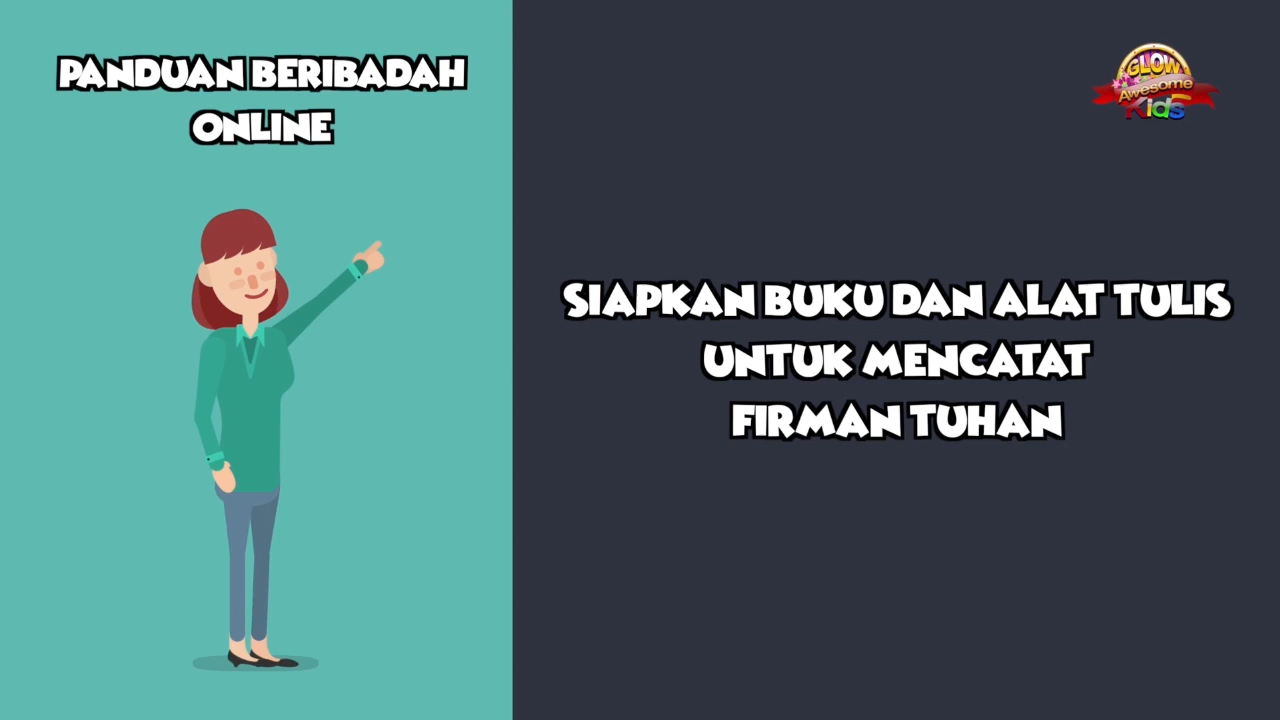 PANDUAN BERIBADAH
ONLINE
GLOW
Awesome
Kids
SIAPKAN BUKU DAN ALAT TULIS
UNTUK MENCATAT
FIRMAN TUHAN